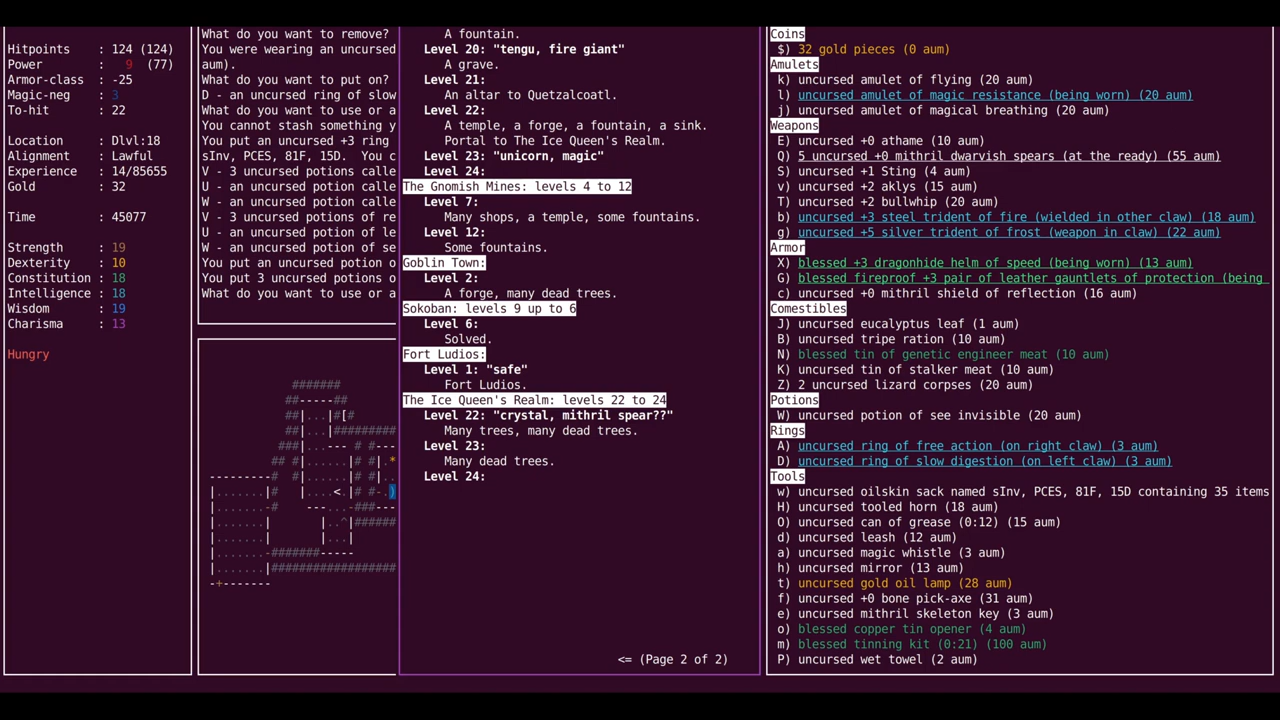 Hitpoints : 124 (124)
Power : 9 (77)
Armor-class : -25
Magic-neg : 3
To-hit : 22
Location : Dlvl:18
Alignment : Lawful
Experience : 14/85655
Gold : 32
Time : 45077
Strength : 19
Dexterity : 10
Constitution : 18
Intelligence : 18
Wisdom : 19
Charisma : 13
Hungry
What do you want to remove?
You were wearing an uncursed
aum).
What do you want to put on?
D - an uncursed ring of slow
What do you want to use or a
You cannot stash something y
You put an uncursed +3 ring
sInv, PCES, 81F, 15D. You c
V - 3 uncursed potions calle
U - an uncursed potion calle
W - an uncursed potion calle
V - 3 uncursed potions of re
U - an uncursed potion of le
W - an uncursed potion of se
You put an uncursed potion o
You put 3 uncursed potions o
What do you want to use or a
A fountain.
Level 20: "tengu, fire giant"
A grave.
Level 21:
An altar to Quetzalcoatl.
Level 22:
A temple, a forge, a fountain, a sink.
Portal to The Ice Queen's Realm.
Level 23: "unicorn, magic"
Level 24:
The Gnomish Mines: levels 4 to 12
Level 7:
Many shops, a temple, some fountains.
Level 12:
Some fountains.
Goblin Town:
Level 2:
A forge, many dead trees.
Sokoban: levels 9 up to 6
Level 6:
Solved.
Fort Ludios:
Level 1: "safe"
Fort Ludios.
The Ice Queen's Realm: levels 22 to 24
Level 22: "crystal, mithril spear??"
Many trees, many dead trees.
Level 23:
Many dead trees.
Level 24:
<= (Page 2 of 2)
Coins
$) 32 gold pieces (0 aum)
Amulets
k) uncursed amulet of flying (20 aum)
l) uncursed amulet of magic resistance (being worn) (20 aum)
j) uncursed amulet of magical breathing (20 aum)
Weapons
E) uncursed +0 athame (10 aum)
Q) 5 uncursed +0 mithril dwarvish spears (at the ready) (55 aum)
S) uncursed +1 Sting (4 aum)
v) uncursed +2 aklys (15 aum)
T) uncursed +2 bullwhip (20 aum)
b) uncursed +3 steel trident of fire (wielded in other claw) (18 aum)
g) uncursed +5 silver trident of frost (weapon in claw) (22 aum)
Armor
X) blessed +3 dragonhide helm of speed (being worn) (13 aum)
G) blessed fireproof +3 pair of leather gauntlets of protection (being
c) uncursed +0 mithril shield of reflection (16 aum)
Comestibles
J) uncursed eucalyptus leaf (1 aum)
B) uncursed tripe ration (10 aum)
N) blessed tin of genetic engineer meat (10 aum)
K) uncursed tin of stalker meat (10 aum)
Z) 2 uncursed lizard corpses (20 aum)
Potions
W) uncursed potion of see invisible (20 aum)
Rings
A) uncursed ring of free action (on right claw) (3 aum)
D) uncursed ring of slow digestion (on left claw) (3 aum)
Tools
w) uncursed oilskin sack named sInv, PCES, 81F, 15D containing 35 items
H) uncursed tooled horn (18 aum)
O) uncursed can of grease (0:12) (15 aum)
d) uncursed leash (12 aum)
a) uncursed magic whistle (3 aum)
h) uncursed mirror (13 aum)
t) uncursed gold oil lamp (28 aum)
f) uncursed +0 bone pick-axe (31 aum)
e) uncursed mithril skeleton key (3 aum)
o) blessed copper tin opener (4 aum)
m) blessed tinning kit (0:21) (100 aum)
P) uncursed wet towel (2 aum)